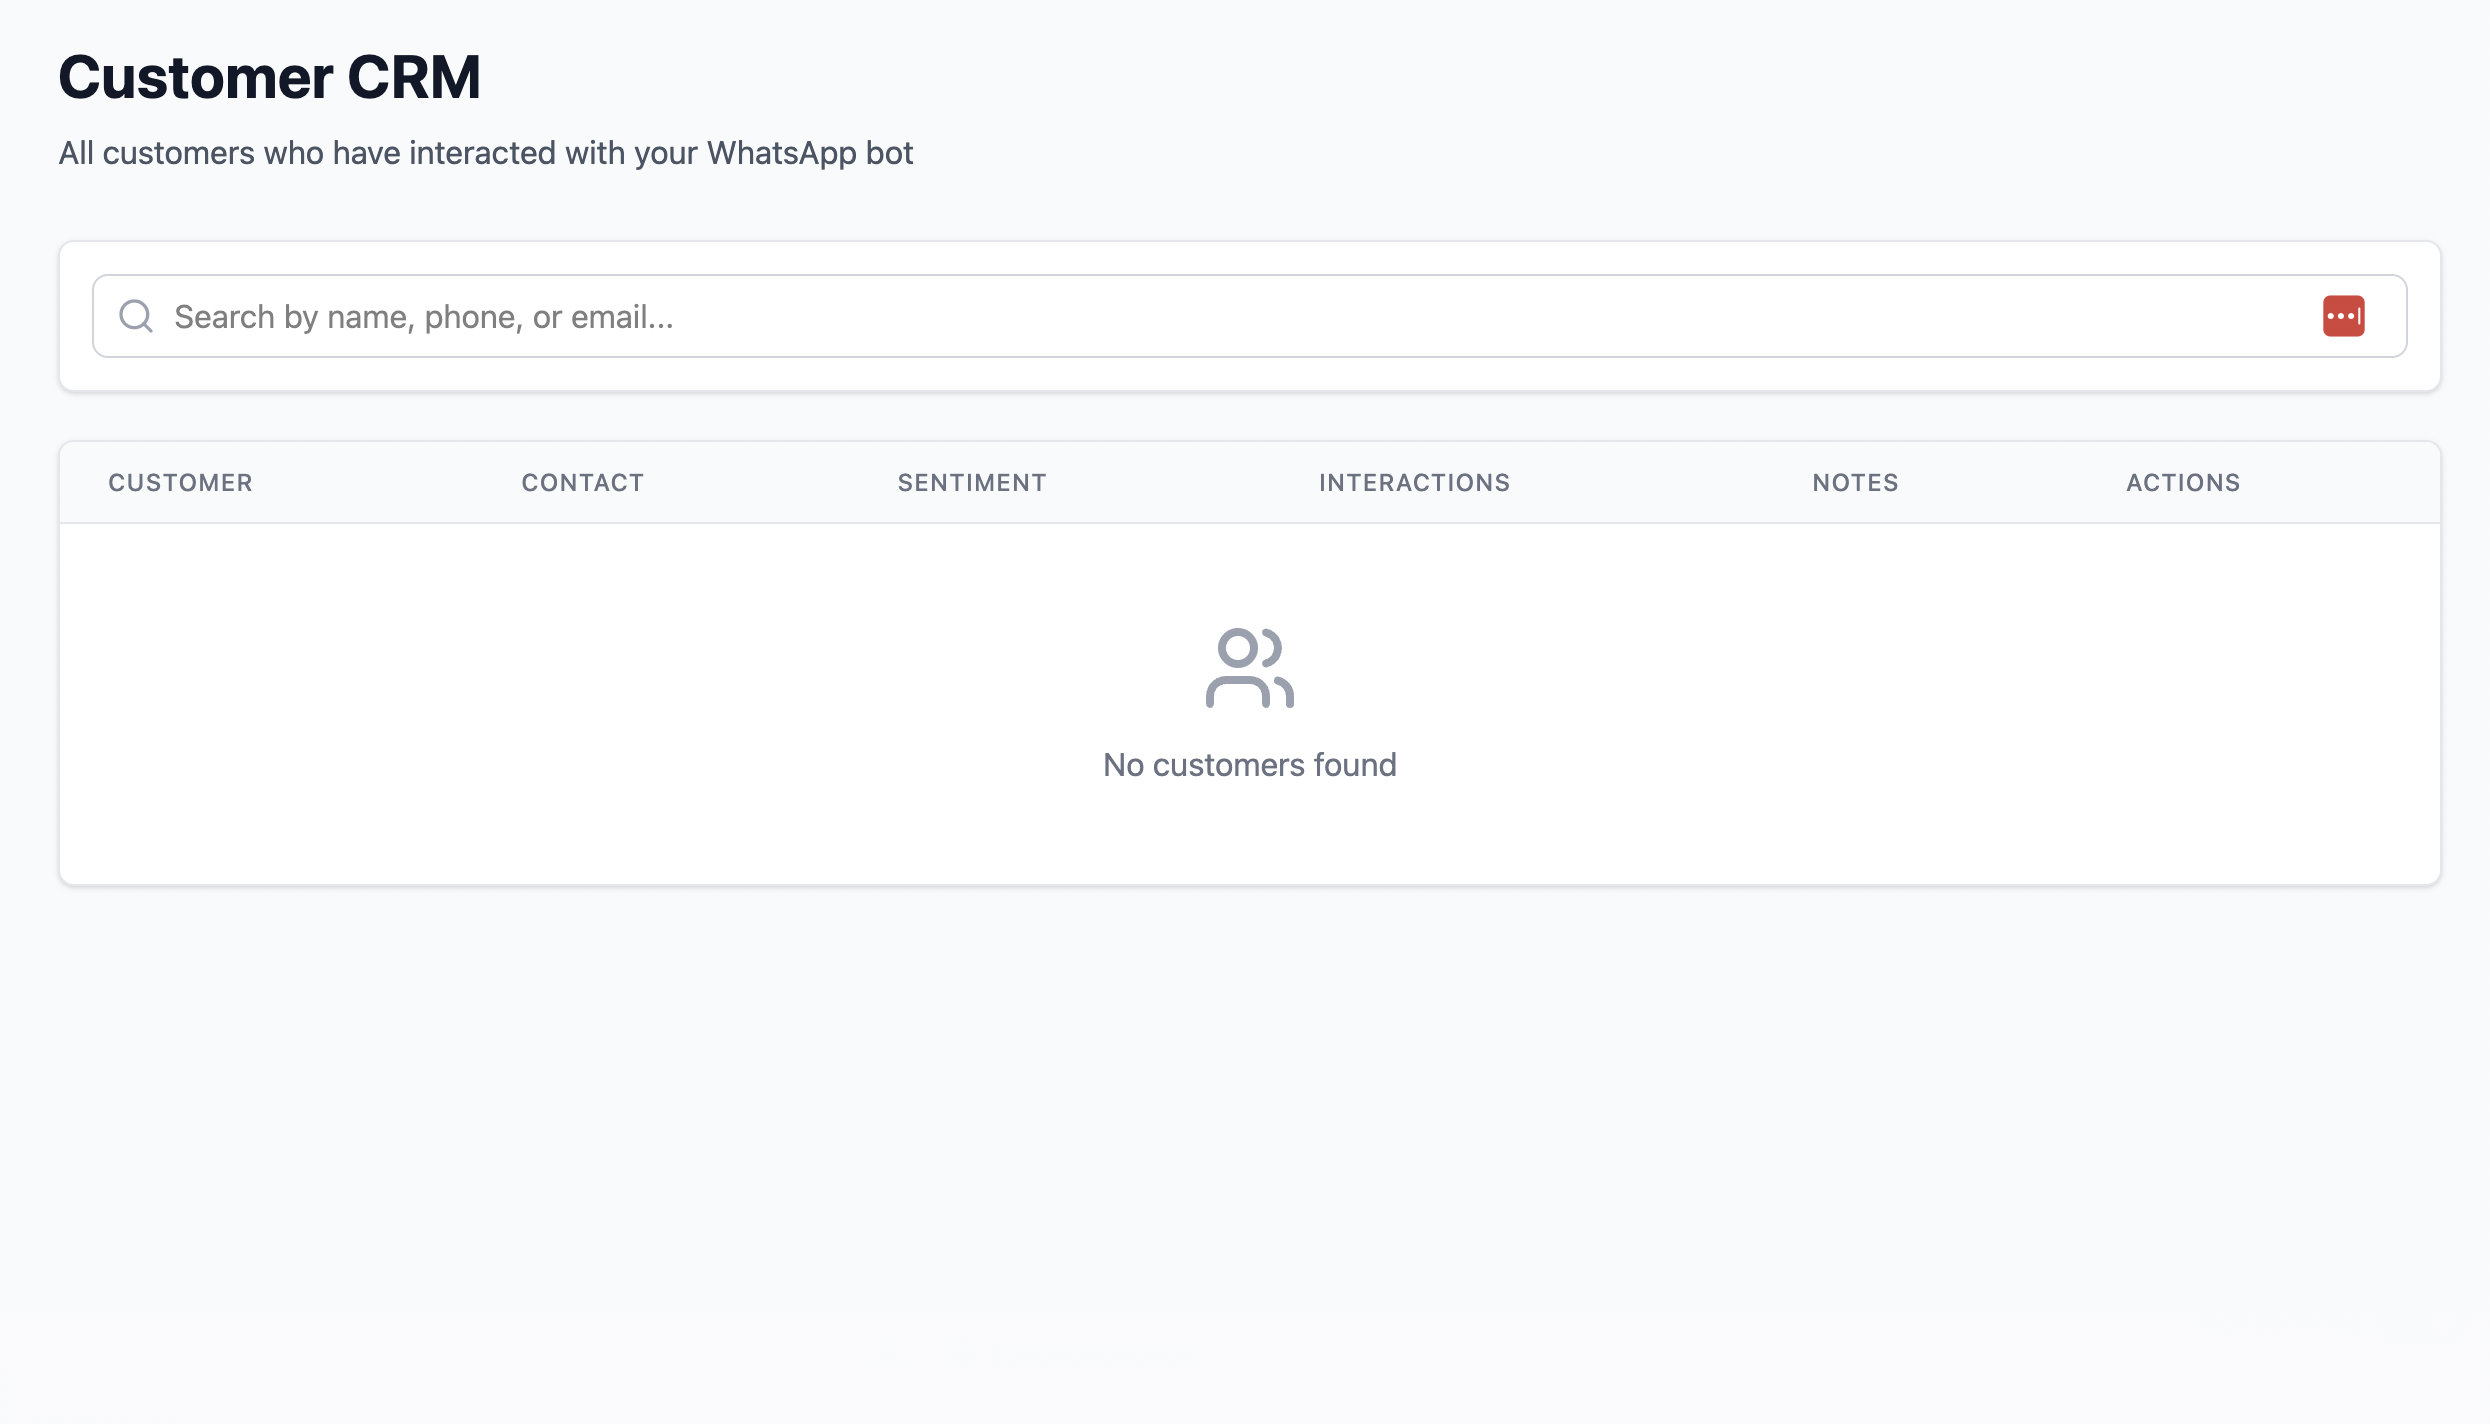 Customer CRM
All customers who have interacted with your WhatsApp bot
Search by name, phone, or email...
CUSTOMER CONTACT SENTIMENT INTERACTIONS NOTES ACTIONS
No customers found